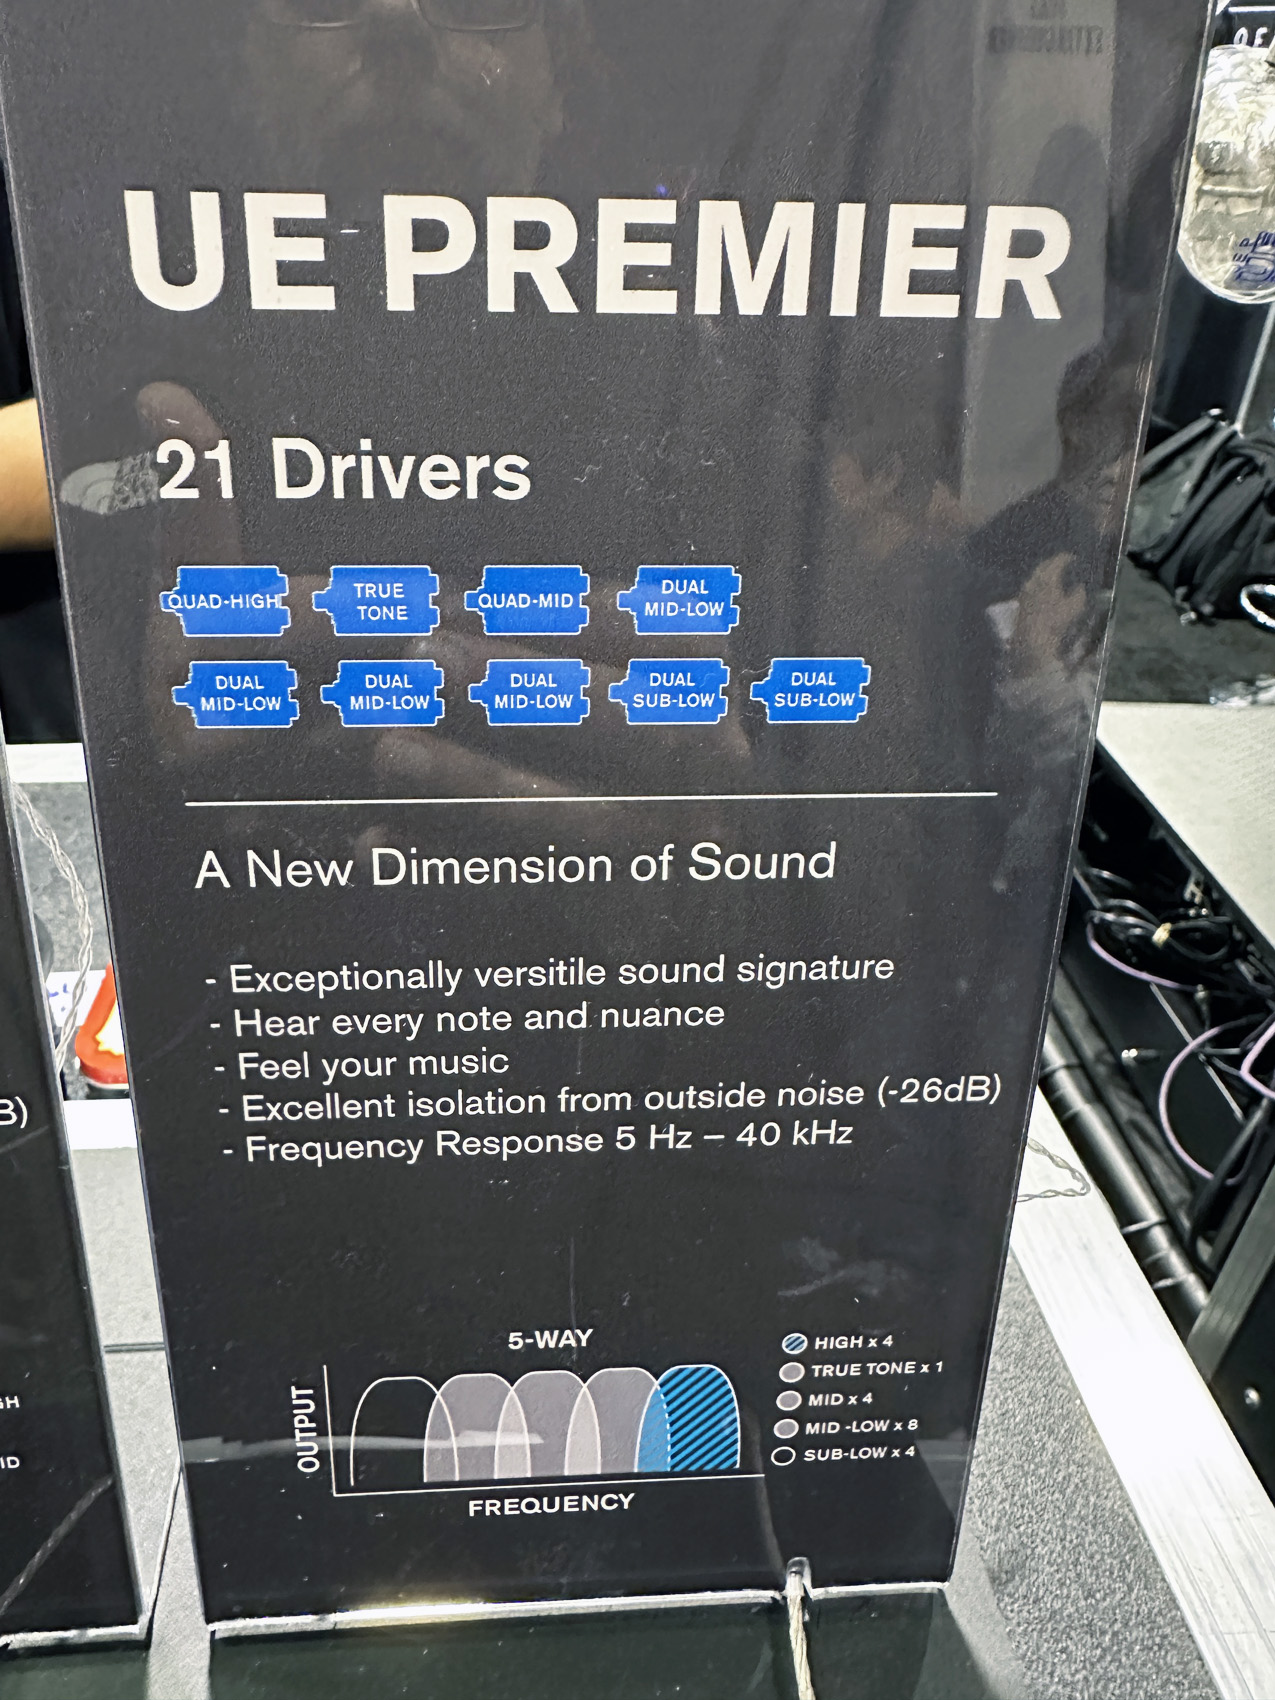 UE PREMIER
21 Drivers
QUAD-HIGH
TRUE
TONE
QUAD-MID
DUAL
MID-LOW
DUAL
MID-LOW
DUAL
MID-LOW
DUAL
MID-LOW
DUAL
SUB-LOW
DUAL
SUB-LOW
A New Dimension of Sound
- Exceptionally versitile sound signature
- Hear every note and nuance
- Feel your music
- Excellent isolation from outside noise (-26dB)
- Frequency Response 5 Hz – 40 kHz
5-WAY
OUTPUT
FREQUENCY
HIGH x 4
TRUE TONE x 1
MID x 4
MID -LOW x 8
SUB-LOW x 4